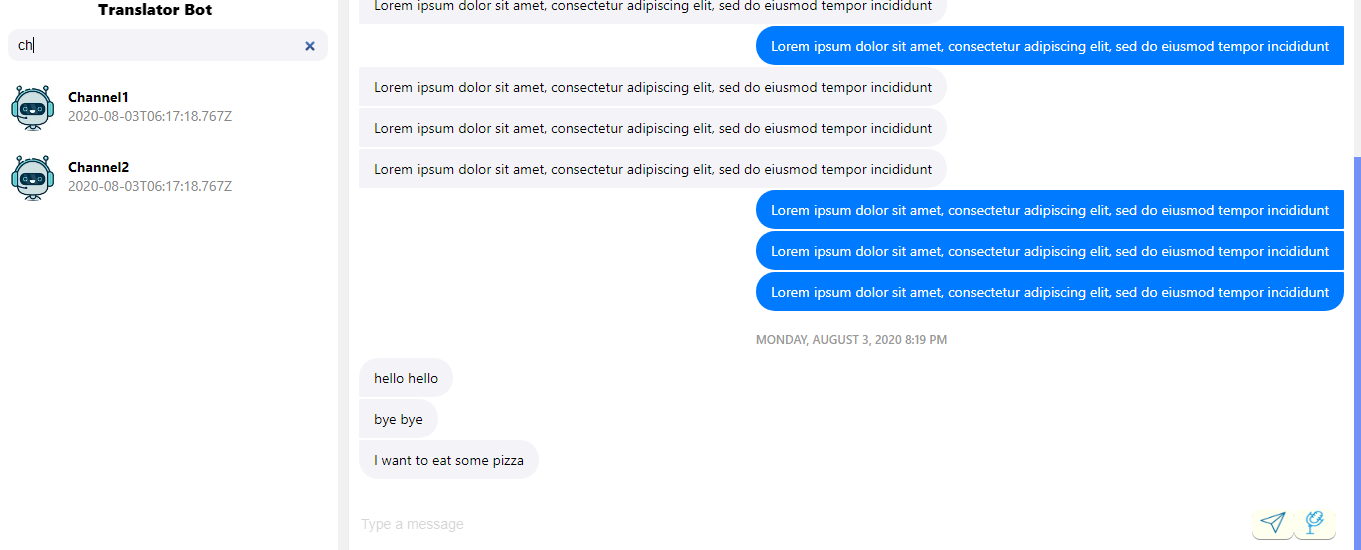 Translator Bot
ch
Channel1
2020-08-03T06:17:18.767Z
Channel2
2020-08-03T06:17:18.767Z
Lorem ipsum dolor sit amet, consectetur adipiscing elit, sed do eiusmod tempor incididunt
Lorem ipsum dolor sit amet, consectetur adipiscing elit, sed do eiusmod tempor incididunt
Lorem ipsum dolor sit amet, consectetur adipiscing elit, sed do eiusmod tempor incididunt
Lorem ipsum dolor sit amet, consectetur adipiscing elit, sed do eiusmod tempor incididunt
Lorem ipsum dolor sit amet, consectetur adipiscing elit, sed do eiusmod tempor incididunt
Lorem ipsum dolor sit amet, consectetur adipiscing elit, sed do eiusmod tempor incididunt
Lorem ipsum dolor sit amet, consectetur adipiscing elit, sed do eiusmod tempor incididunt
Lorem ipsum dolor sit amet, consectetur adipiscing elit, sed do eiusmod tempor incididunt
MONDAY, AUGUST 3, 2020 8:19 PM
hello hello
bye bye
I want to eat some pizza
Type a message